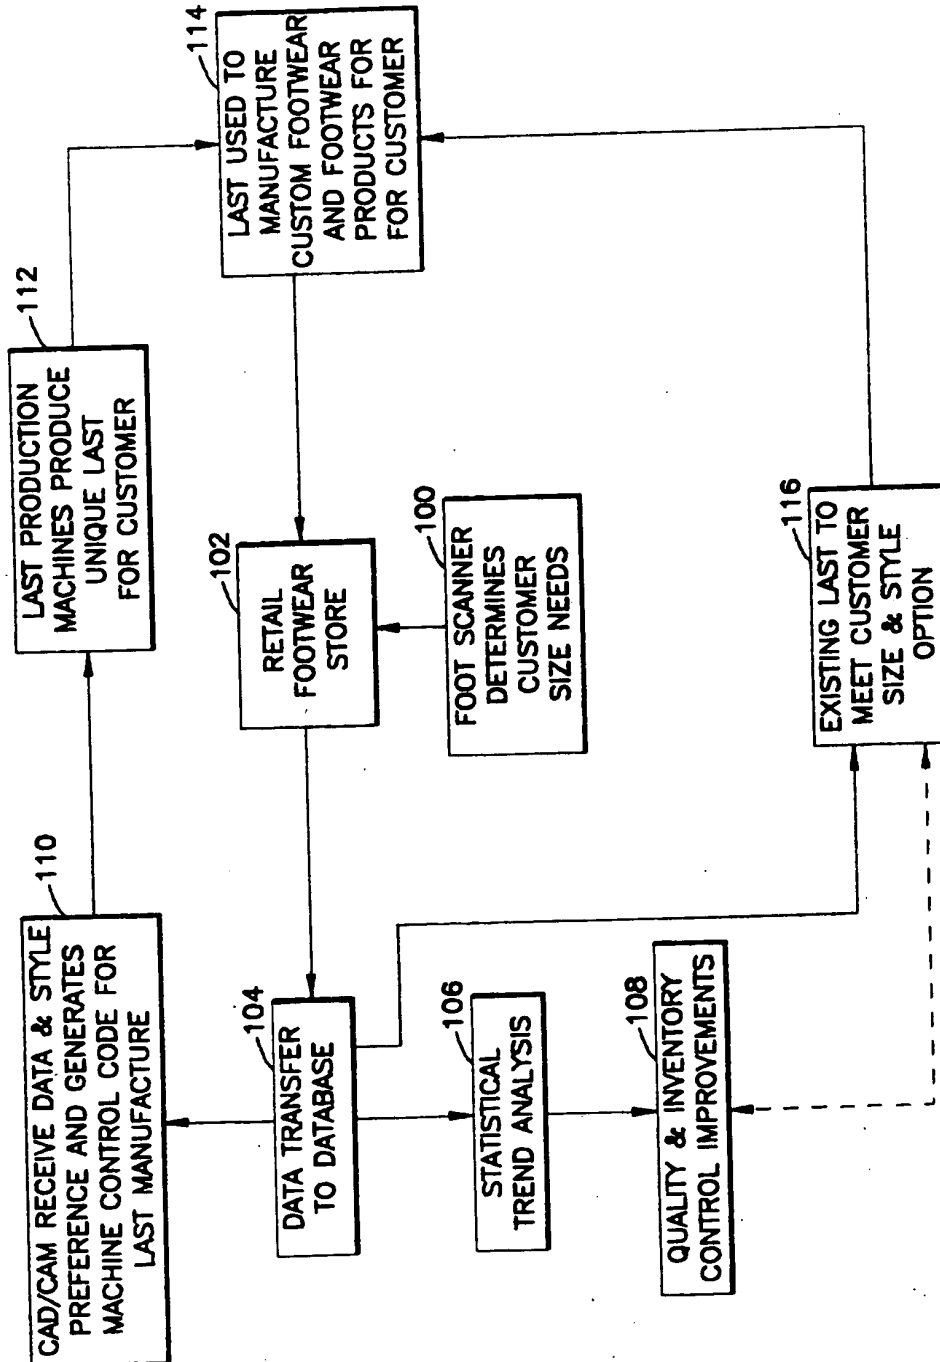 CAD/CAM RECEIVE DATA & STYLE
PREFERENCE AND GENERATES
MACHINE CONTROL CODE FOR
LAST MANUFACTURE
110
LAST PRODUCTION
MACHINES PRODUCE
UNIQUE LAST
FOR CUSTOMER
112
LAST USED TO
MANUFACTURE
CUSTOM FOOTWEAR
AND FOOTWEAR
PRODUCTS FOR
FOR CUSTOMER
114
DATA TRANSFER
TO DATABASE
104
RETAIL
FOOTWEAR
STORE
102
STATISTICAL
TREND ANALYSIS
106
FOOT SCANNER
DETERMINES
CUSTOMER
SIZE NEEDS
100
QUALITY & INVENTORY
CONTROL IMPROVEMENTS
108
EXISTING LAST TO
MEET CUSTOMER
SIZE & STYLE
OPTION
116